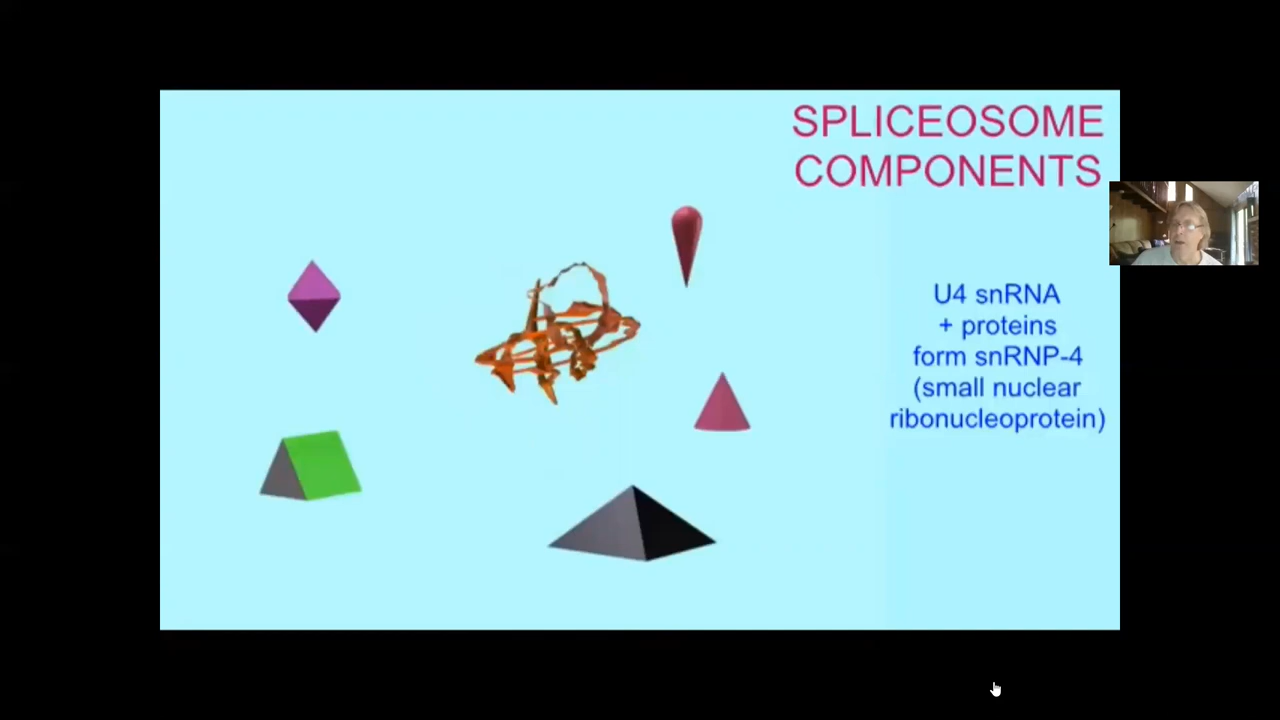 SPLICEOSOME
COMPONENTS
U4 snRNA
+ proteins
form snRNP-4
(small nuclear
ribonucleoprotein)